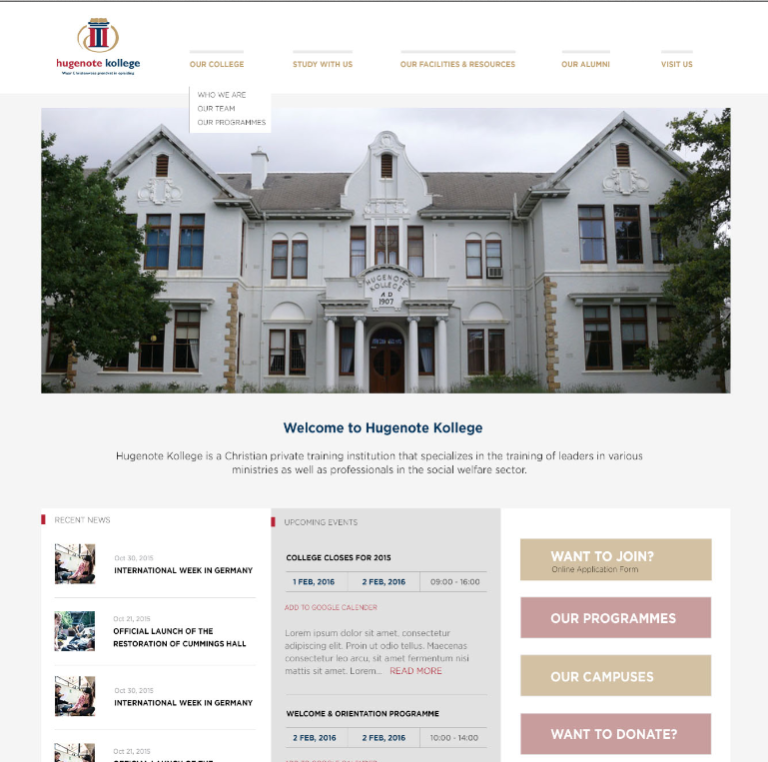 hugenote kollege
OUR COLLEGE
STUDY WITH US
OUR FACILITIES & RESOURCES
OUR ALUMNI
VISIT US
WHO WE ARE
OUR TEAM
OUR PROGRAMMES
HUGENOTE
KOLLEGE
A D
1907
Welcome to Hugenote Kollege
Hugenote Kollege is a Christian private training institution that specializes in the training of leaders in various
ministries as well as professionals in the social welfare sector.
RECENT NEWS
Oct 30, 2015
INTERNATIONAL WEEK IN GERMANY
Oct 21, 2015
OFFICIAL LAUNCH OF THE
RESTORATION OF CUMMINGS HALL
Oct 30, 2015
INTERNATIONAL WEEK IN GERMANY
Oct 21, 2015
OFFICIAL LAUNCH OF THE
UPCOMING EVENTS
COLLEGE CLOSES FOR 2015
1 FEB, 2016 2 FEB, 2016 09:00 - 16:00
ADD TO GOOGLE CALENDER
Lorem ipsum dolor sit amet, consectetur
adipiscing elit. Proin ut odio tellus. Maecenas
consectetur leo arcu, sit amet fermentum nisi
mattis sit amet. Lorem... READ MORE
WELCOME & ORIENTATION PROGRAMME
2 FEB, 2016 2 FEB, 2016 10:00 - 14:00
ADD TO GOOGLE CALENDER
WANT TO JOIN?
Online Application Form
OUR PROGRAMMES
OUR CAMPUSES
WANT TO DONATE?